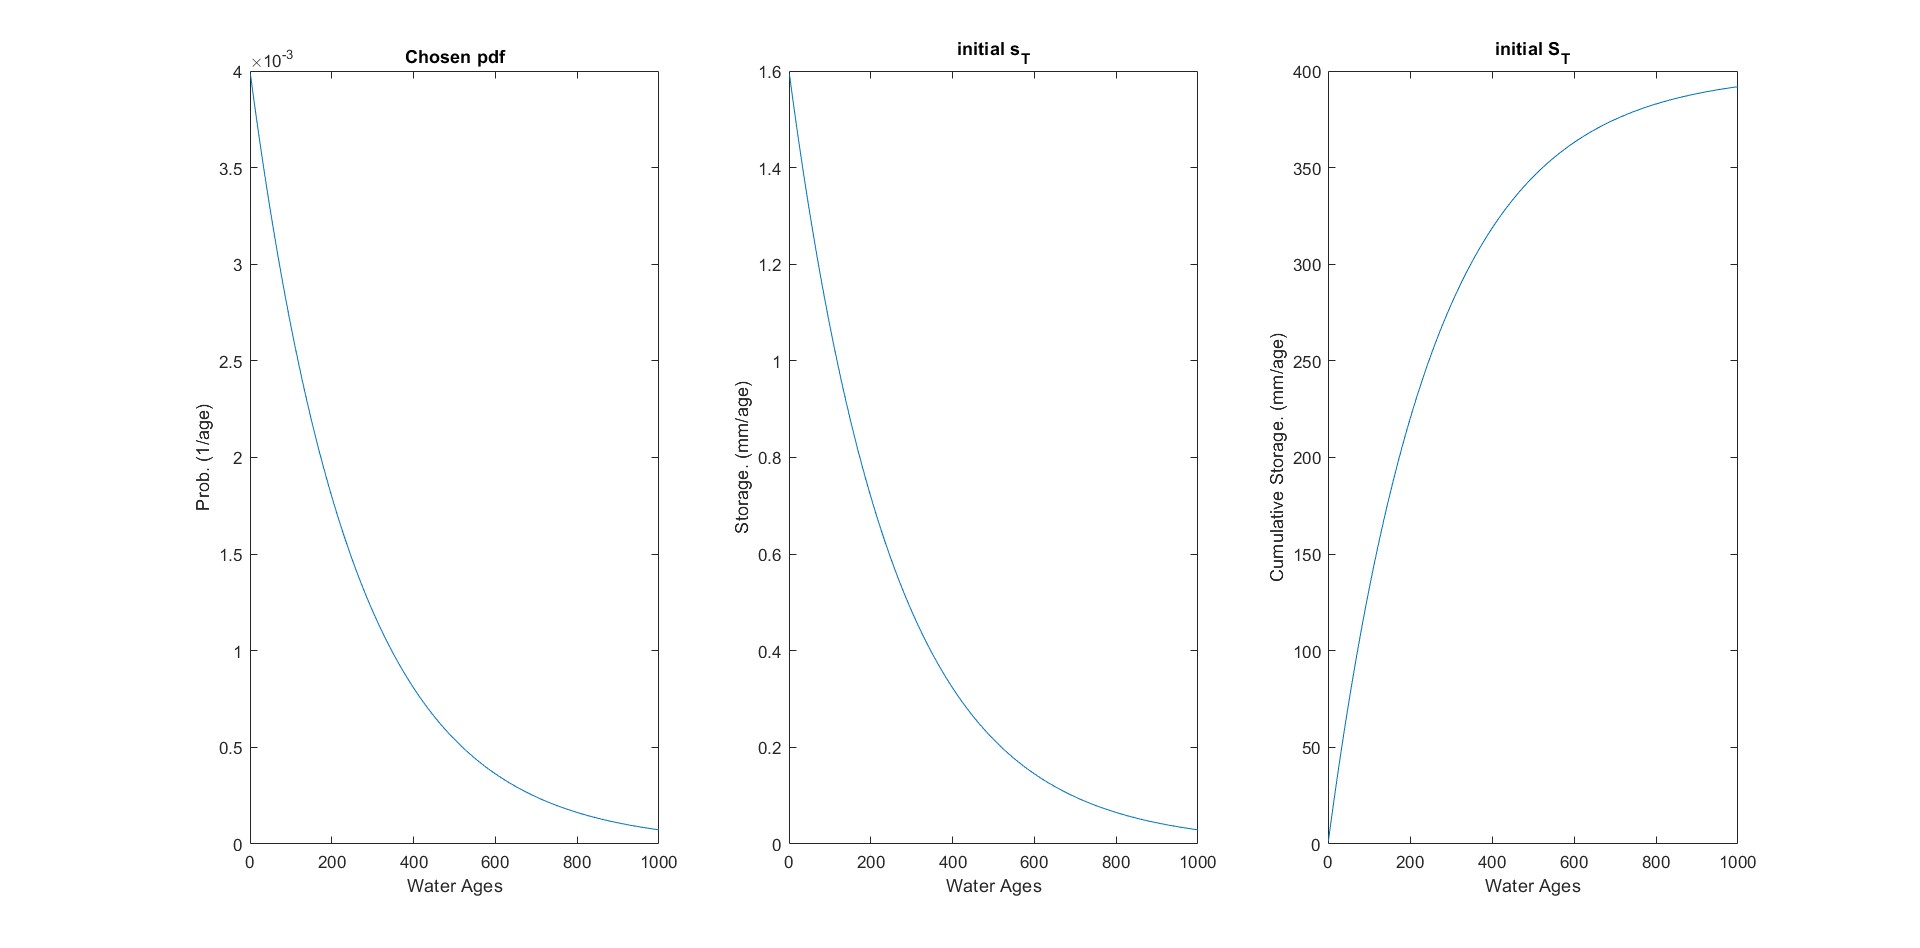 Chosen pdf
×10-3
4
3.5
3
2.5
2
1.5
1
0.5
0
Prob. (1/age)
0 200 400 600 800 1000
Water Ages
initial sT
1.6
1.4
1.2
1
0.8
0.6
0.4
0.2
0
Storage. (mm/age)
0 200 400 600 800 1000
Water Ages
initial ST
400
350
300
250
200
150
100
50
0
Cumulative Storage. (mm/age)
0 200 400 600 800 1000
Water Ages